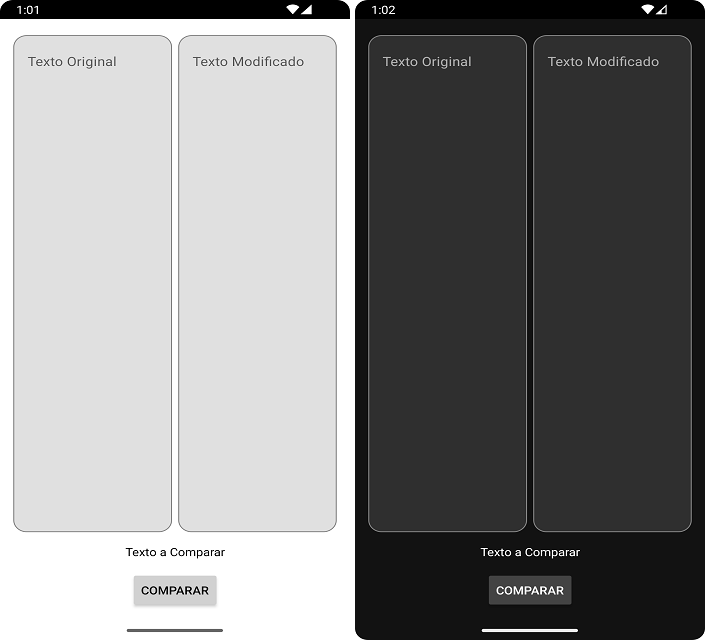 1:01
Texto Original
Texto Modificado
Texto a Comparar
COMPARAR
1:02
Texto Original
Texto Modificado
Texto a Comparar
COMPARAR